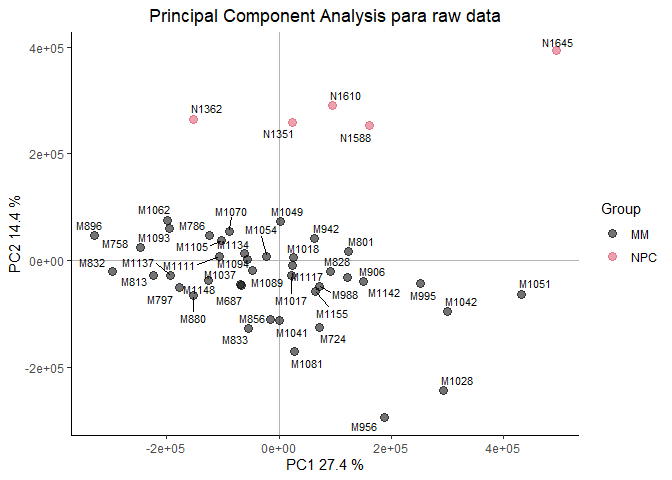 Principal Component Analysis para raw data
4e+05
2e+05
0e+00
-2e+05
PC2 14.4 %
N1645
N1362
N1610
N1351
N1588
M1062
M1070
M1049
M896
M786
M1054
M942
M758
M1093
M1105
M1134
M1018
M801
M832
M1137
M1111
M1094
M828
M906
M813
M1037
M1089
M1117
M1051
M797
M1148
M687
M1017
M988
M1142
M995
M1042
M880
M856
M1155
M833
M1041
M724
M1081
M1028
M956
-2e+05
0e+00
2e+05
4e+05
PC1 27.4 %
Group
MM
NPC